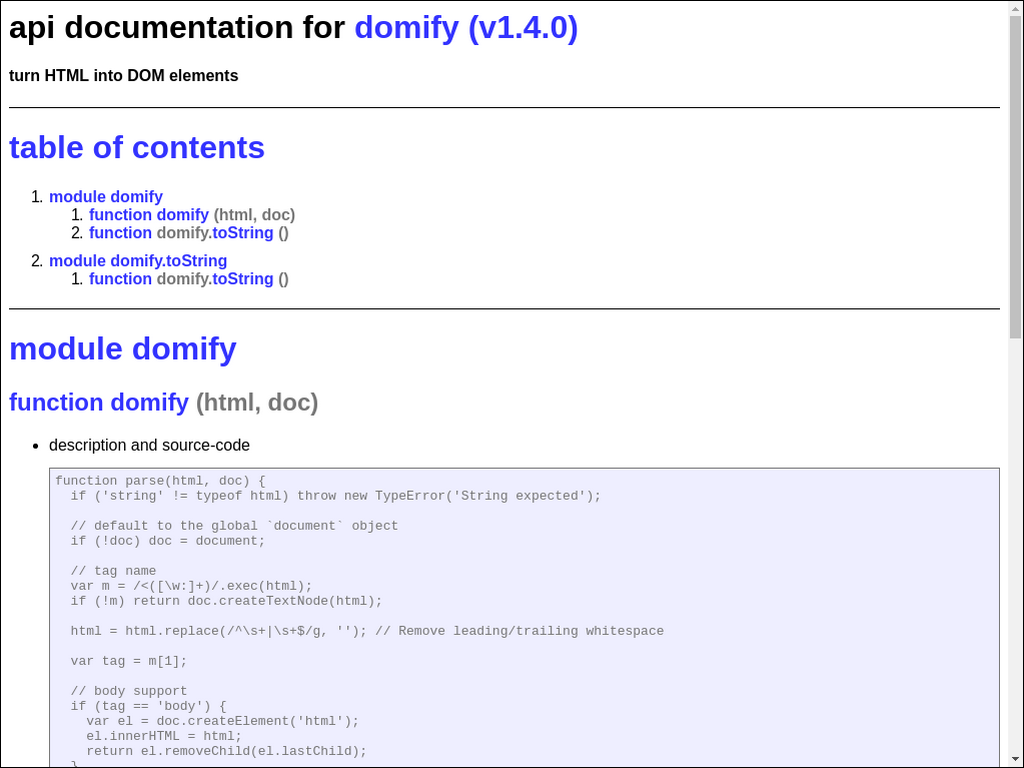 api documentation for domify (v1.4.0)
turn HTML into DOM elements
table of contents
1. module domify
1. function domify (html, doc)
2. function domify.toString ()
2. module domify.toString
1. function domify.toString ()
module domify
function domify (html, doc)
• description and source-code
function parse(html, doc) {
  if ('string' != typeof html) throw new TypeError('String expected');
  // default to the global `document` object
  if (!doc) doc = document;
  // tag name
  var m = /<([\w:]+)/.exec(html);
  if (!m) return doc.createTextNode(html);
  html = html.replace(/^\s+|\s+$/g, ''); // Remove leading/trailing whitespace
  var tag = m[1];
  // body support
  if (tag == 'body') {
    var el = doc.createElement('html');
    el.innerHTML = html;
    return el.removeChild(el.lastChild);
  }